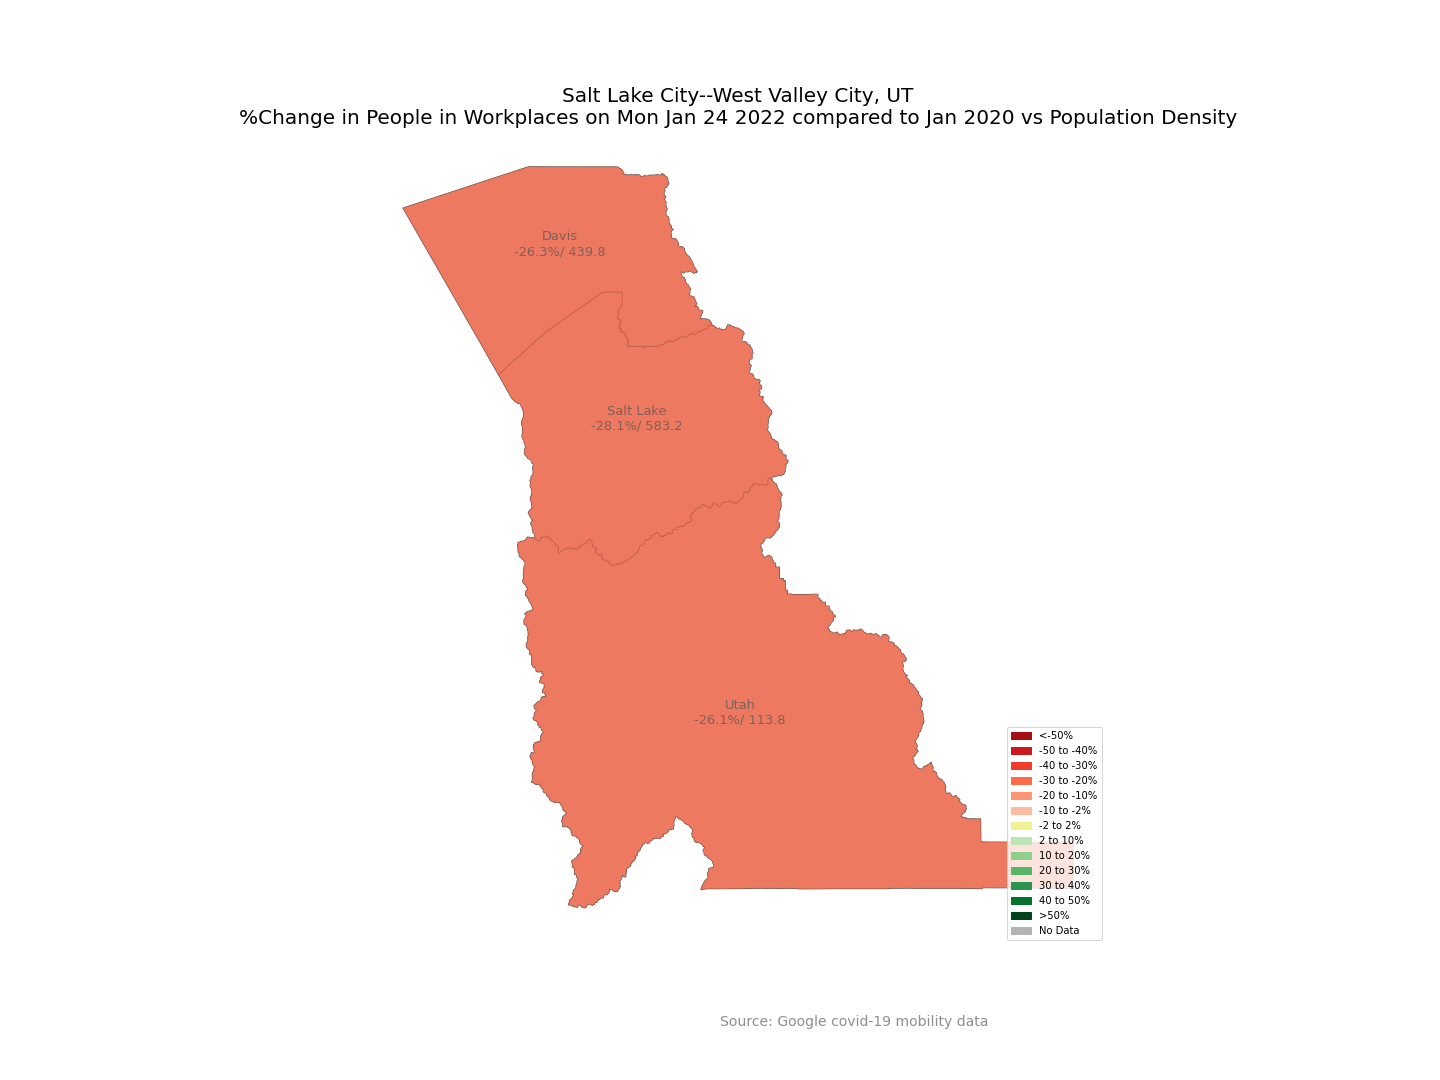 Salt Lake City--West Valley City, UT
%Change in People in Workplaces on Mon Jan 24 2022 compared to Jan 2020 vs Population Density
Davis
-26.3%/ 439.8
Salt Lake
-28.1%/ 583.2
Utah
-26.1%/ 113.8
<-50%
-50 to -40%
-40 to -30%
-30 to -20%
-20 to -10%
-10 to -2%
-2 to 2%
2 to 10%
10 to 20%
20 to 30%
30 to 40%
40 to 50%
>50%
No Data
Source: Google covid-19 mobility data